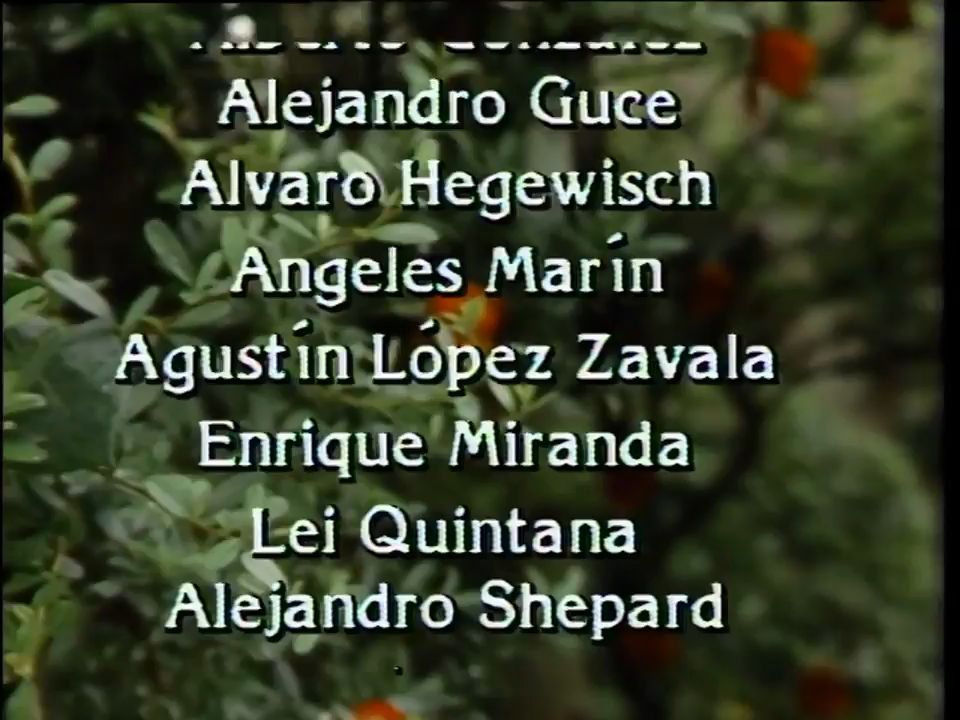 Alejandro Guce
Alvaro Hegewisch
Angeles Marín
Agustín López Zavala
Enrique Miranda
Lei Quintana
Alejandro Shepard